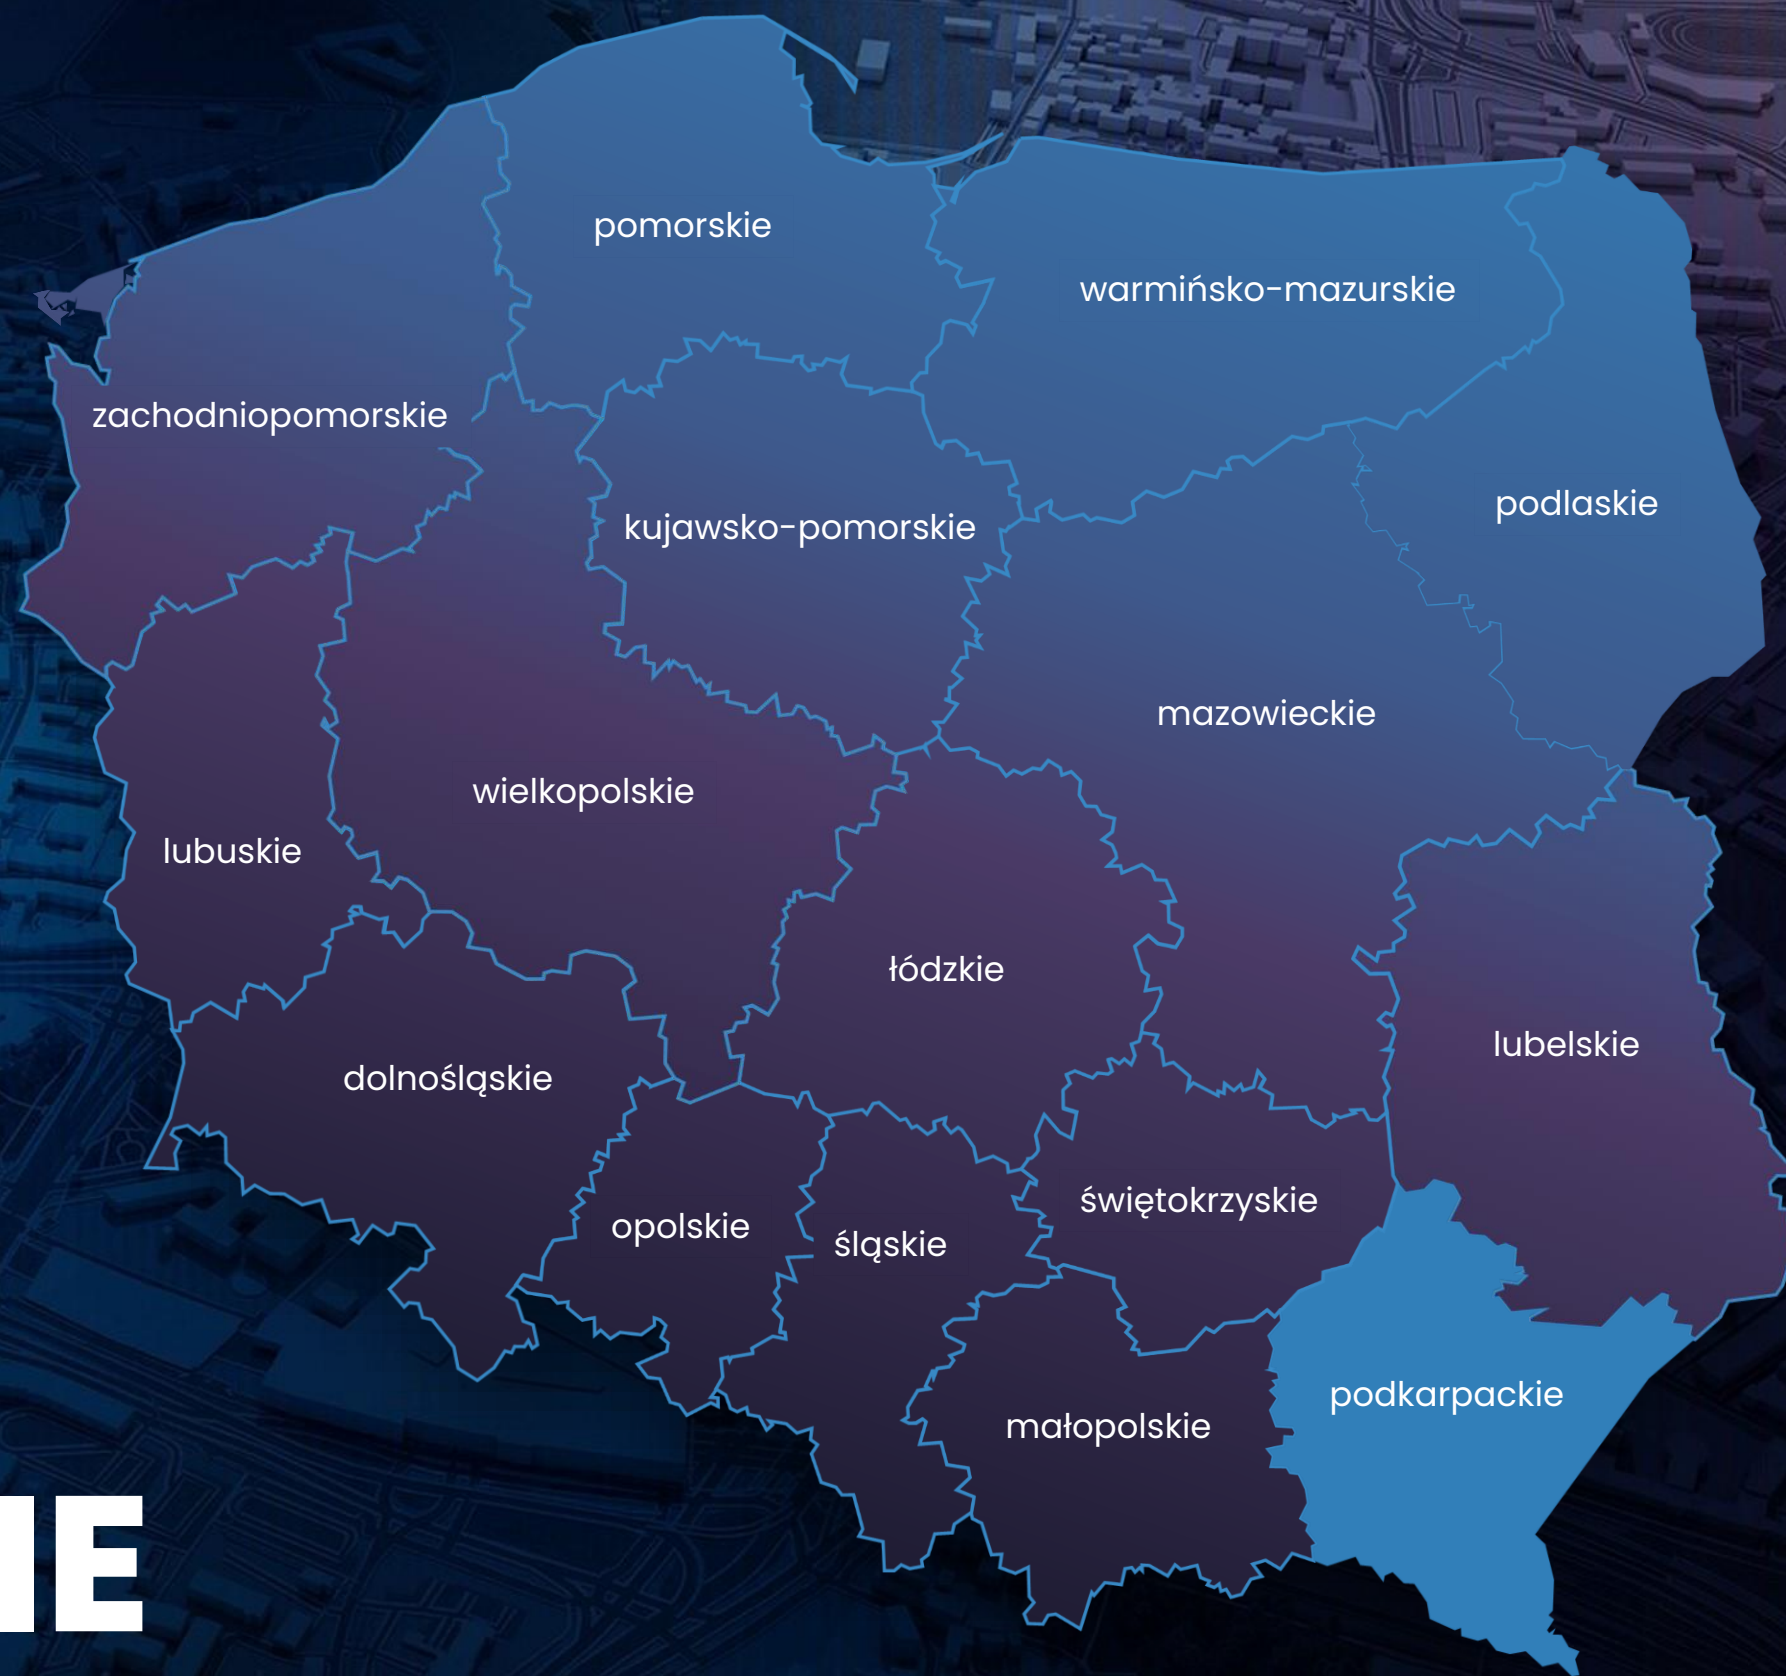 pomorskie
warmińsko-mazurskie
zachodniopomorskie
podlaskie
kujawsko-pomorskie
mazowieckie
wielkopolskie
lubuskie
łódzkie
lubelskie
dolnośląskie
świętokrzyskie
opolskie
śląskie
podkarpackie
małopolskie
IE